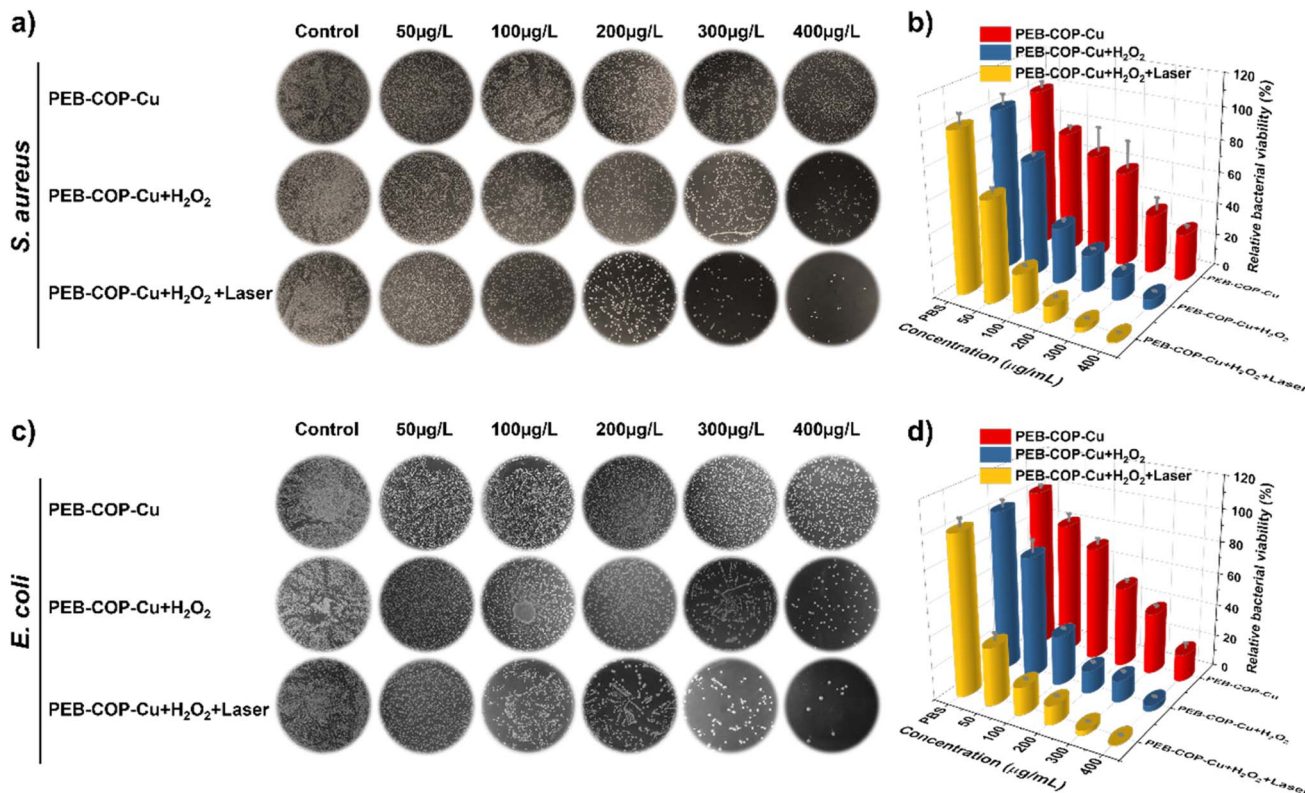 a)
Control 50µg/L 100µg/L 200µg/L 300µg/L 400µg/L
S. aureus
PEB-COP-Cu
PEB-COP-Cu+H₂O₂
PEB-COP-Cu+H₂O₂ +Laser
b)
PEB-COP-Cu
PEB-COP-Cu+H₂O₂
PEB-COP-Cu+H₂O₂+Laser
120
100
80
60
40
20
0
Relative bacterial viability (%)
PEB-COP-Cu
PEB-COP-Cu+H₂O₂
PEB-COP-Cu+H₂O₂+Laser
PBS 50 100 200 300 400
Concentration (µg/mL)
c)
Control 50µg/L 100µg/L 200µg/L 300µg/L 400µg/L
E. coli
PEB-COP-Cu
PEB-COP-Cu+H₂O₂
PEB-COP-Cu+H₂O₂+Laser
d)
PEB-COP-Cu
PEB-COP-Cu+H₂O₂
PEB-COP-Cu+H₂O₂+Laser
120
100
80
60
40
20
0
Relative bacterial viability (%)
PEB-COP-Cu
PEB-COP-Cu+H₂O₂
PEB-COP-Cu+H₂O₂+Laser
PBS 50 100 200 300 400
Concentration (µg/mL)